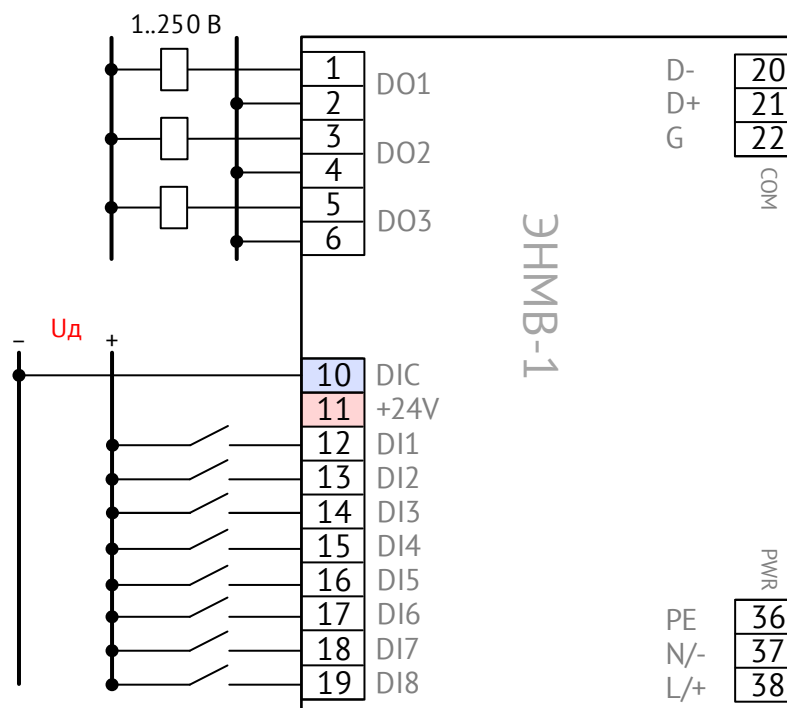 1..250 В
1
DO1
2
3
DO2
4
5
DO3
6
D-
20
D+
21
G
22
COM
ЭНМВ-1
Uд
–
+
10
DIC
11
+24V
12
DI1
13
DI2
14
DI3
15
DI4
16
DI5
17
DI6
18
DI7
19
DI8
PWR
PE
36
N/-
37
L/+
38